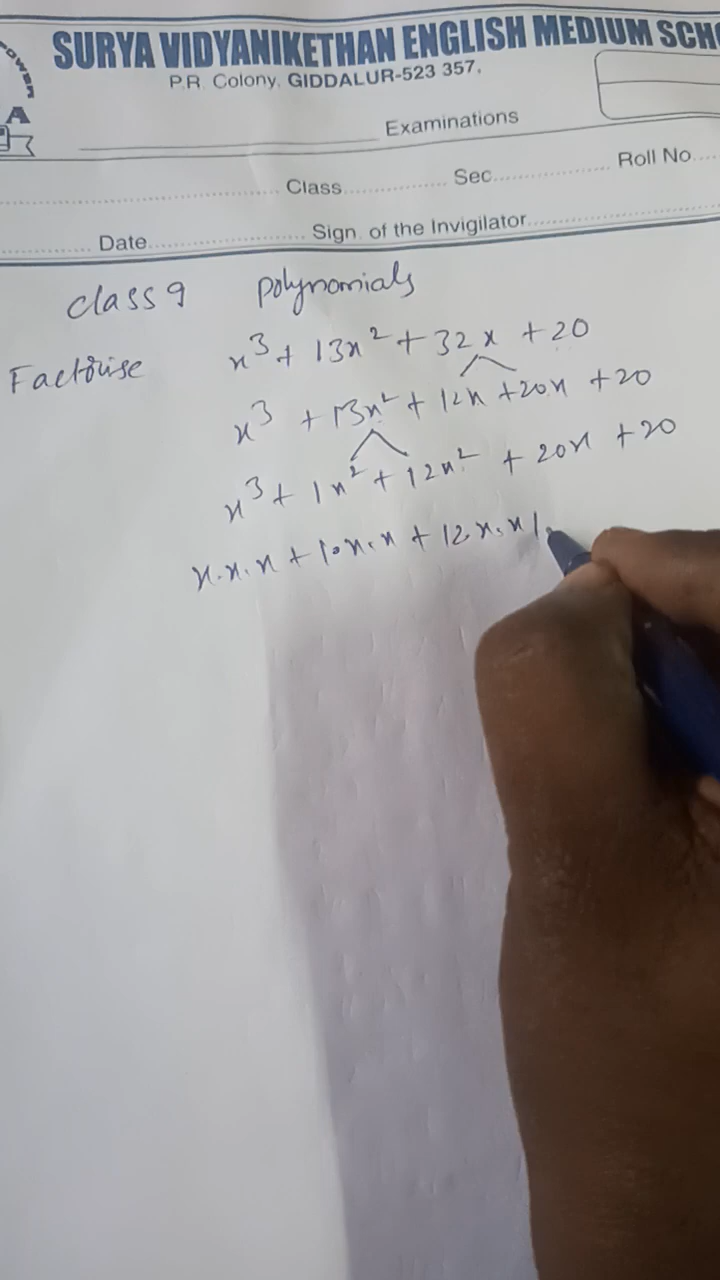 SURYA VIDYANIKETHAN ENGLISH MEDIUM SCHO
P.R. Colony, GIDDALUR-523 357.
OWER
A
Examinations
Class Sec Roll No
Date Sign. of the Invigilator
class 9 polynomials
Factorise x³ + 13x² + 32x + 20
x³ + 13x² + 12x + 20x + 20
x³ + 1x² + 12x² + 20x + 20
x.x.x + 1.x.x + 12.x.x